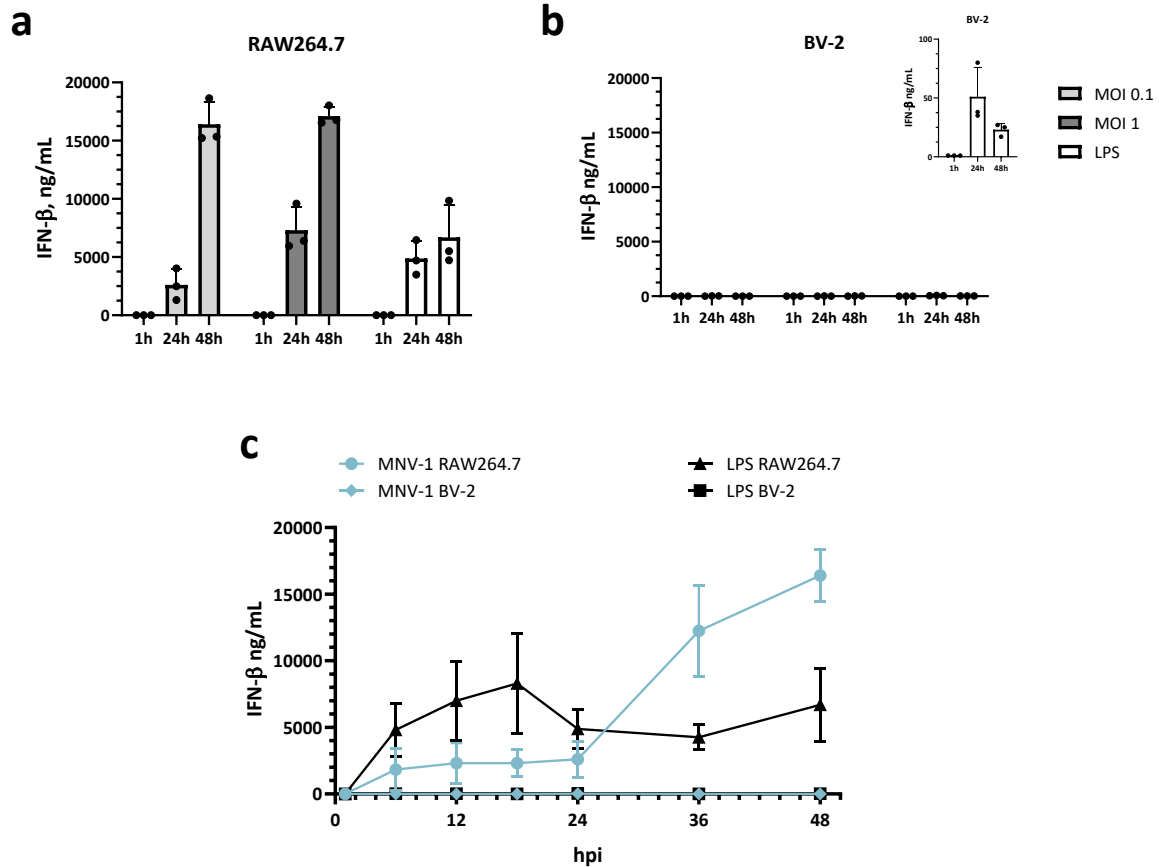 a
RAW264.7
IFN-β, ng/mL
20000
15000
10000
5000
0
1h 24h 48h 1h 24h 48h 1h 24h 48h
b
BV-2
IFN-β ng/mL
20000
15000
10000
5000
0
1h 24h 48h 1h 24h 48h 1h 24h 48h
BV-2
IFN-β ng/mL
100
50
0
1h 24h 48h
MOI 0.1
MOI 1
LPS
c
MNV-1 RAW264.7 LPS RAW264.7
MNV-1 BV-2 LPS BV-2
IFN-β ng/mL
20000
15000
10000
5000
0
0 12 24 36 48
hpi